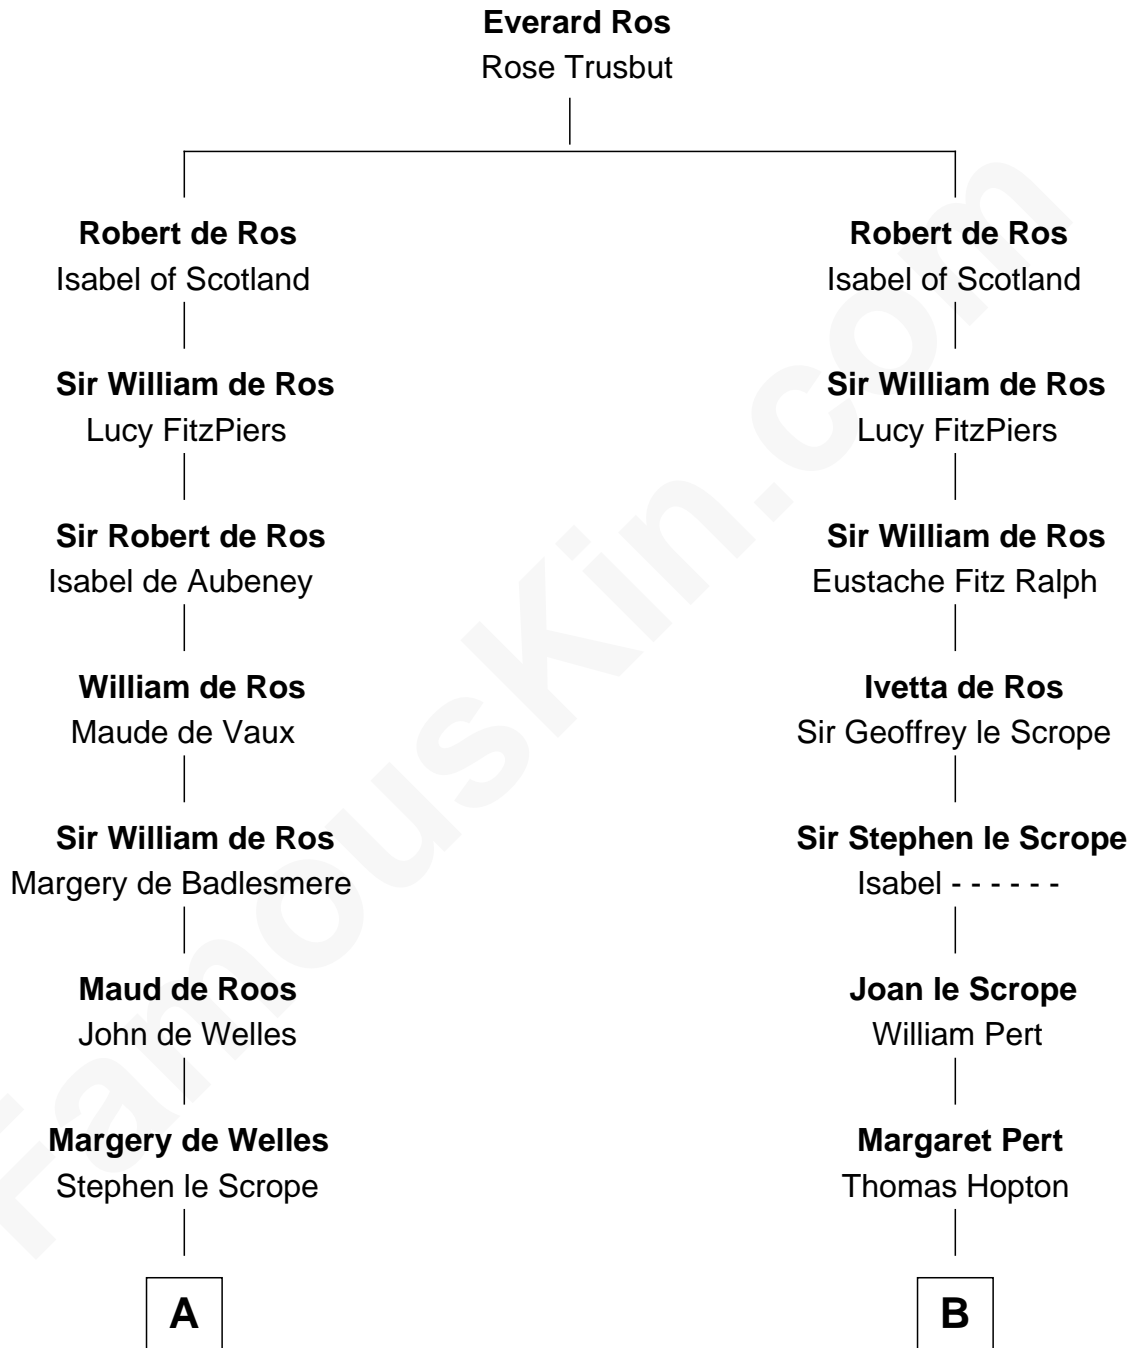 Everard Ros
Rose Trusbut
Robert de Ros
Isabel of Scotland
Robert de Ros
Isabel of Scotland
Sir William de Ros
Lucy FitzPiers
Sir William de Ros
Lucy FitzPiers
Sir Robert de Ros
Isabel de Aubeney
Sir William de Ros
Eustache Fitz Ralph
William de Ros
Maude de Vaux
Ivetta de Ros
Sir Geoffrey le Scrope
Sir William de Ros
Margery de Badlesmere
Sir Stephen le Scrope
Isabel - - - - - -
Maud de Roos
John de Welles
Joan le Scrope
William Pert
Margery de Welles
Stephen le Scrope
Margaret Pert
Thomas Hopton
A
B
FamousKin.com